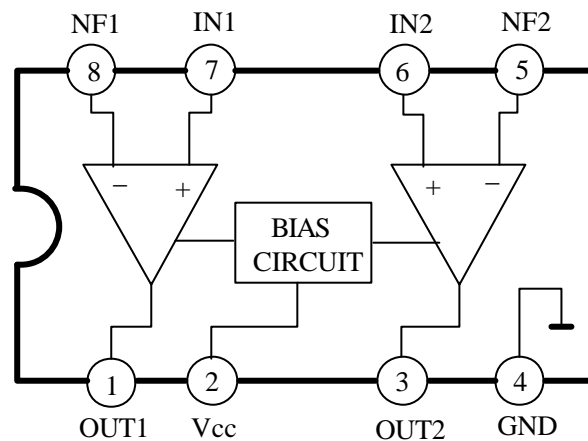 NF1 IN1 IN2 NF2
8 7 6 5
− + + −
BIAS
CIRCUIT
1 2 3 4
OUT1 Vcc OUT2 GND